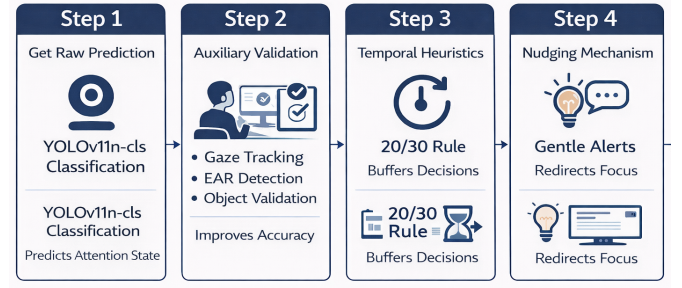 Step 1
Get Raw Prediction
YOLOv11n-cls
Classification
YOLOv11n-cls
Classification
Predicts Attention State
Step 2
Auxiliary Validation
• Gaze Tracking
• EAR Detection
• Object Validation
Improves Accuracy
Step 3
Temporal Heuristics
20/30 Rule
Buffers Decisions
20/30
Rule
Buffers Decisions
Step 4
Nudging Mechanism
Gentle Alerts
Redirects Focus
Redirects Focus